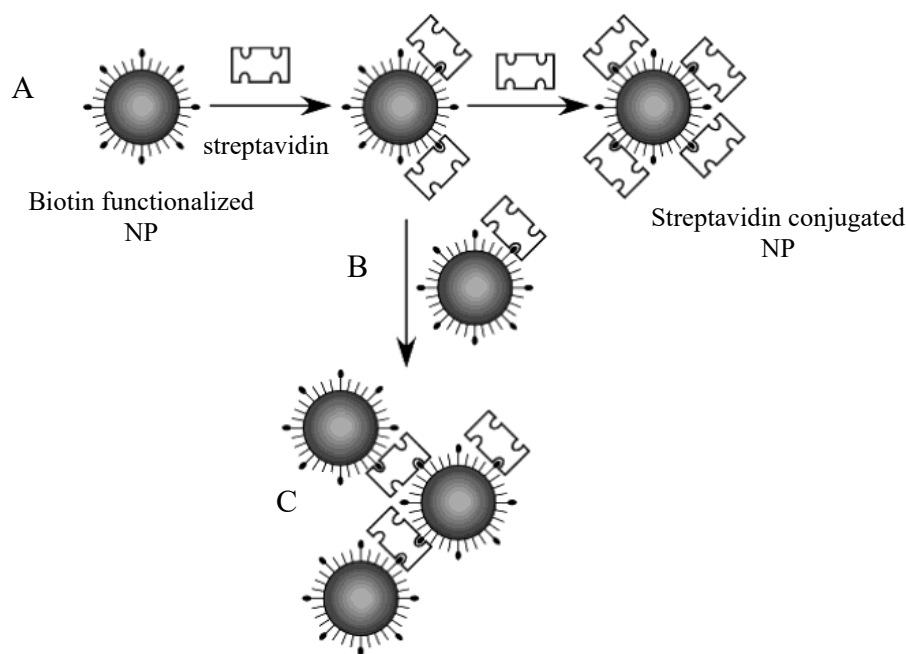 A
streptavidin
Biotin functionalized
NP
Streptavidin conjugated
NP
B
C